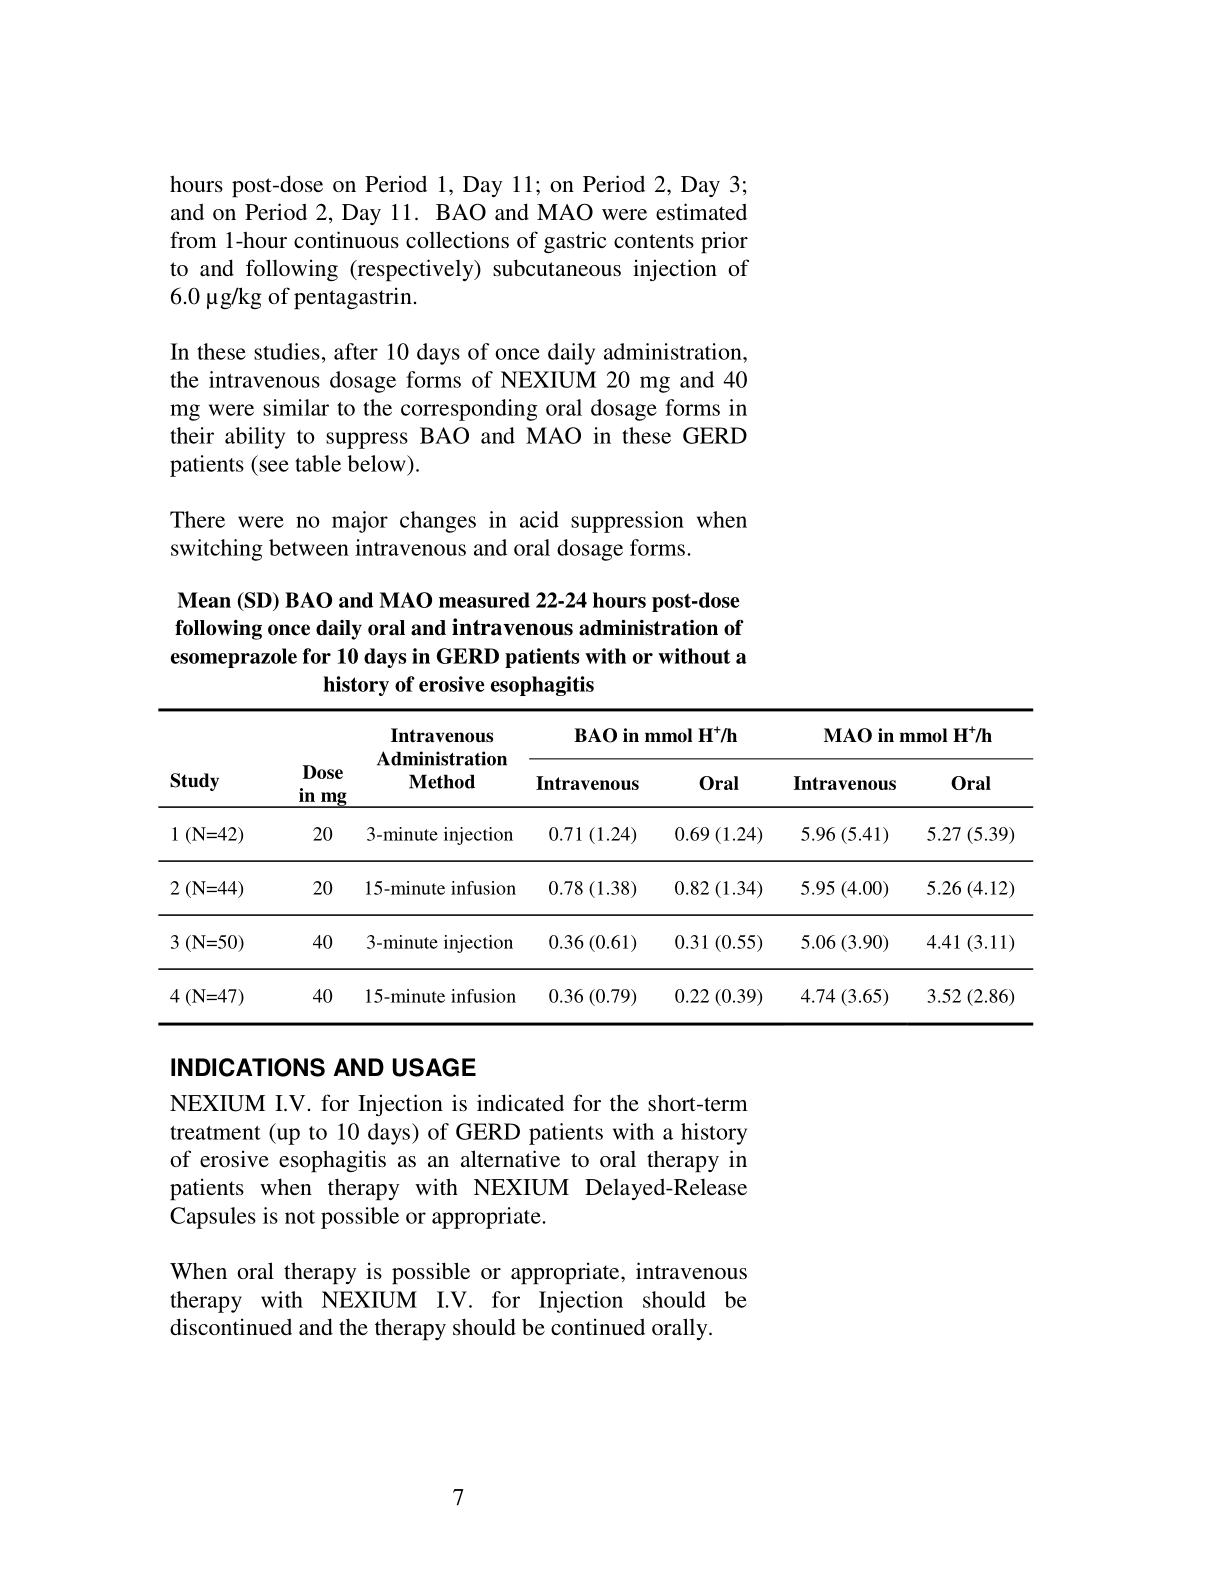 hours post-dose on Period 1, Day 11; on Period 2, Day 3;
and on Period 2, Day 11.  BAO and MAO were estimated
from 1-hour continuous collections of gastric contents prior
to and following (respectively) subcutaneous injection of
6.0 µg/kg of pentagastrin.
In these studies, after 10 days of once daily administration,
the intravenous dosage forms of NEXIUM 20 mg and 40
mg were similar to the corresponding oral dosage forms in
their ability to suppress BAO and MAO in these GERD
patients (see table below).
There were no major changes in acid suppression when
switching between intravenous and oral dosage forms.
Mean (SD) BAO and MAO measured 22-24 hours post-dose
following once daily oral and intravenous administration of
esomeprazole for 10 days in GERD patients with or without a
history of erosive esophagitis
Intravenous BAO in mmol H⁺/h MAO in mmol H⁺/h
Administration
Study Dose in mg Method Intravenous Oral Intravenous Oral
1 (N=42) 20 3-minute injection 0.71 (1.24) 0.69 (1.24) 5.96 (5.41) 5.27 (5.39)
2 (N=44) 20 15-minute infusion 0.78 (1.38) 0.82 (1.34) 5.95 (4.00) 5.26 (4.12)
3 (N=50) 40 3-minute injection 0.36 (0.61) 0.31 (0.55) 5.06 (3.90) 4.41 (3.11)
4 (N=47) 40 15-minute infusion 0.36 (0.79) 0.22 (0.39) 4.74 (3.65) 3.52 (2.86)
INDICATIONS AND USAGE
NEXIUM I.V. for Injection is indicated for the short-term
treatment (up to 10 days) of GERD patients with a history
of erosive esophagitis as an alternative to oral therapy in
patients when therapy with NEXIUM Delayed-Release
Capsules is not possible or appropriate.
When oral therapy is possible or appropriate, intravenous
therapy with NEXIUM I.V. for Injection should be
discontinued and the therapy should be continued orally.
7